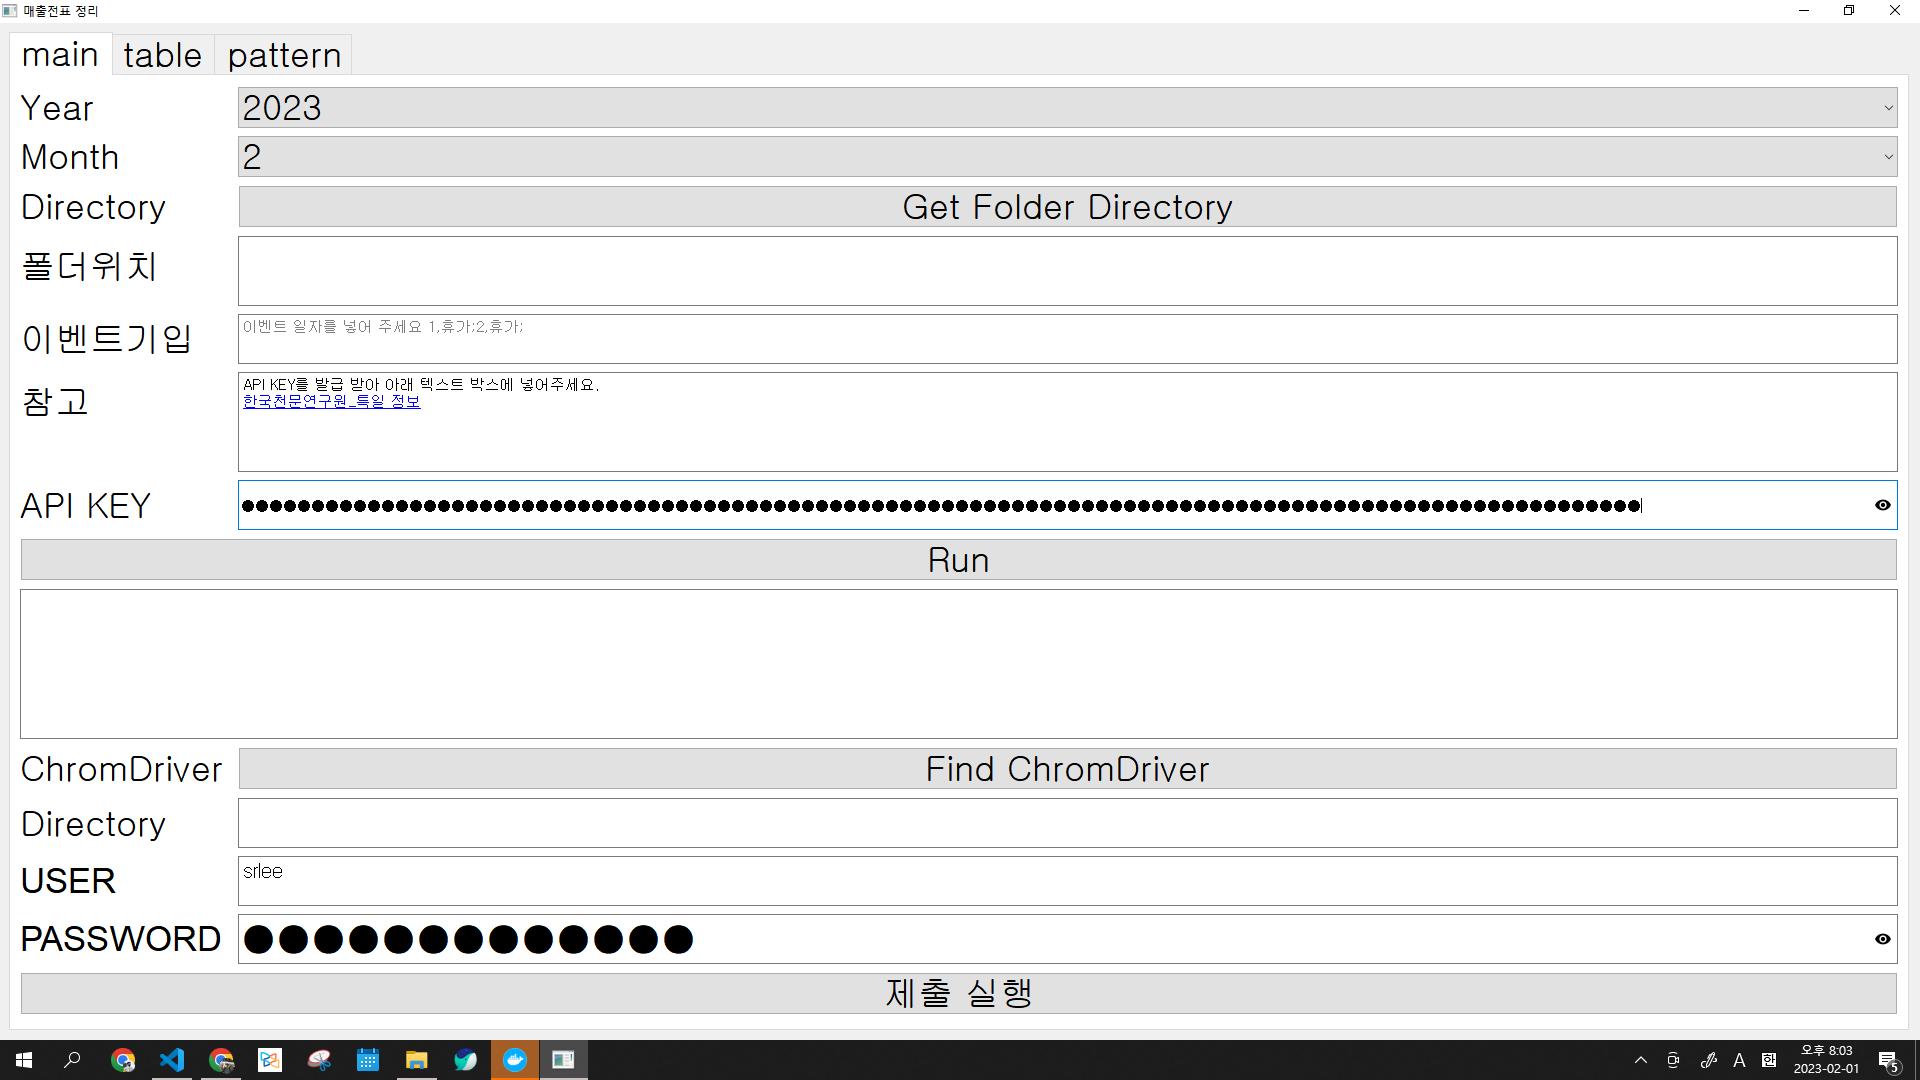 매출전표 정리
main table pattern
Year 2023
Month 2
Directory Get Folder Directory
폴더위치
이벤트기입 이벤트 일자를 넣어 주세요 1,휴가;2,휴가;
참고 API KEY를 발급 받아 아래 텍스트 박스에 넣어주세요.
한국천문연구원_특일 정보
API KEY
Run
ChromDriver Find ChromDriver
Directory
USER srlee
PASSWORD
제출 실행
A 한 오후 8:03
2023-02-01 5